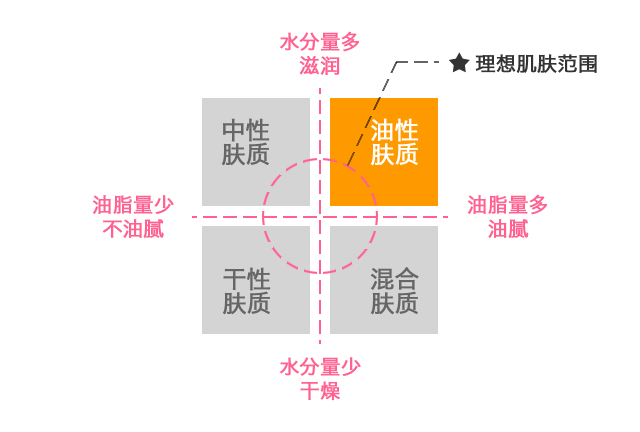 水分量多
滋润
★ 理想肌肤范围
中性
肤质
油性
肤质
油脂量少
不油腻
油脂量多
油腻
干性
肤质
混合
肤质
水分量少
干燥